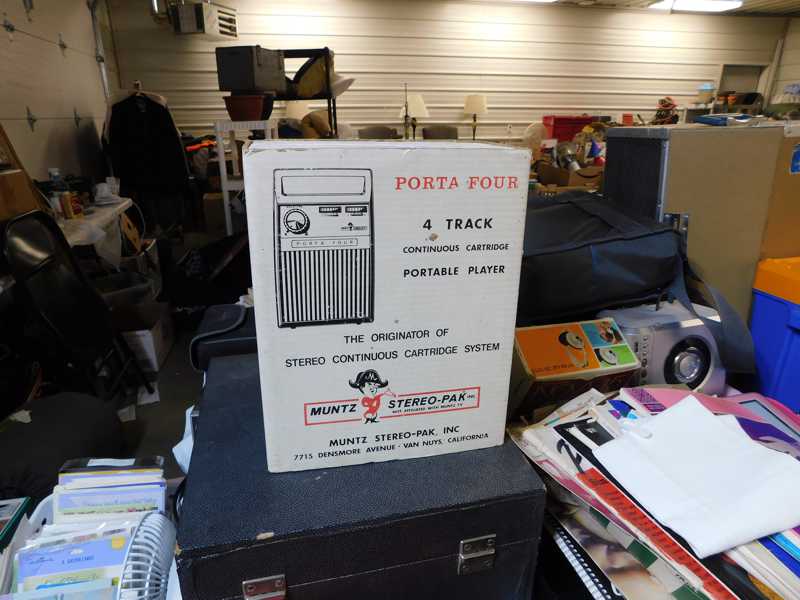 PORTA FOUR
4 TRACK
CONTINUOUS CARTRIDGE
PORTABLE PLAYER
PORTA FOUR
THE ORIGINATOR OF
STEREO CONTINUOUS CARTRIDGE SYSTEM
MUNTZ STEREO-PAK INC.
NOT AFFILIATED WITH MUNTZ TV
MUNTZ STEREO-PAK, INC
7715 DENSMORE AVENUE - VAN NUYS, CALIFORNIA